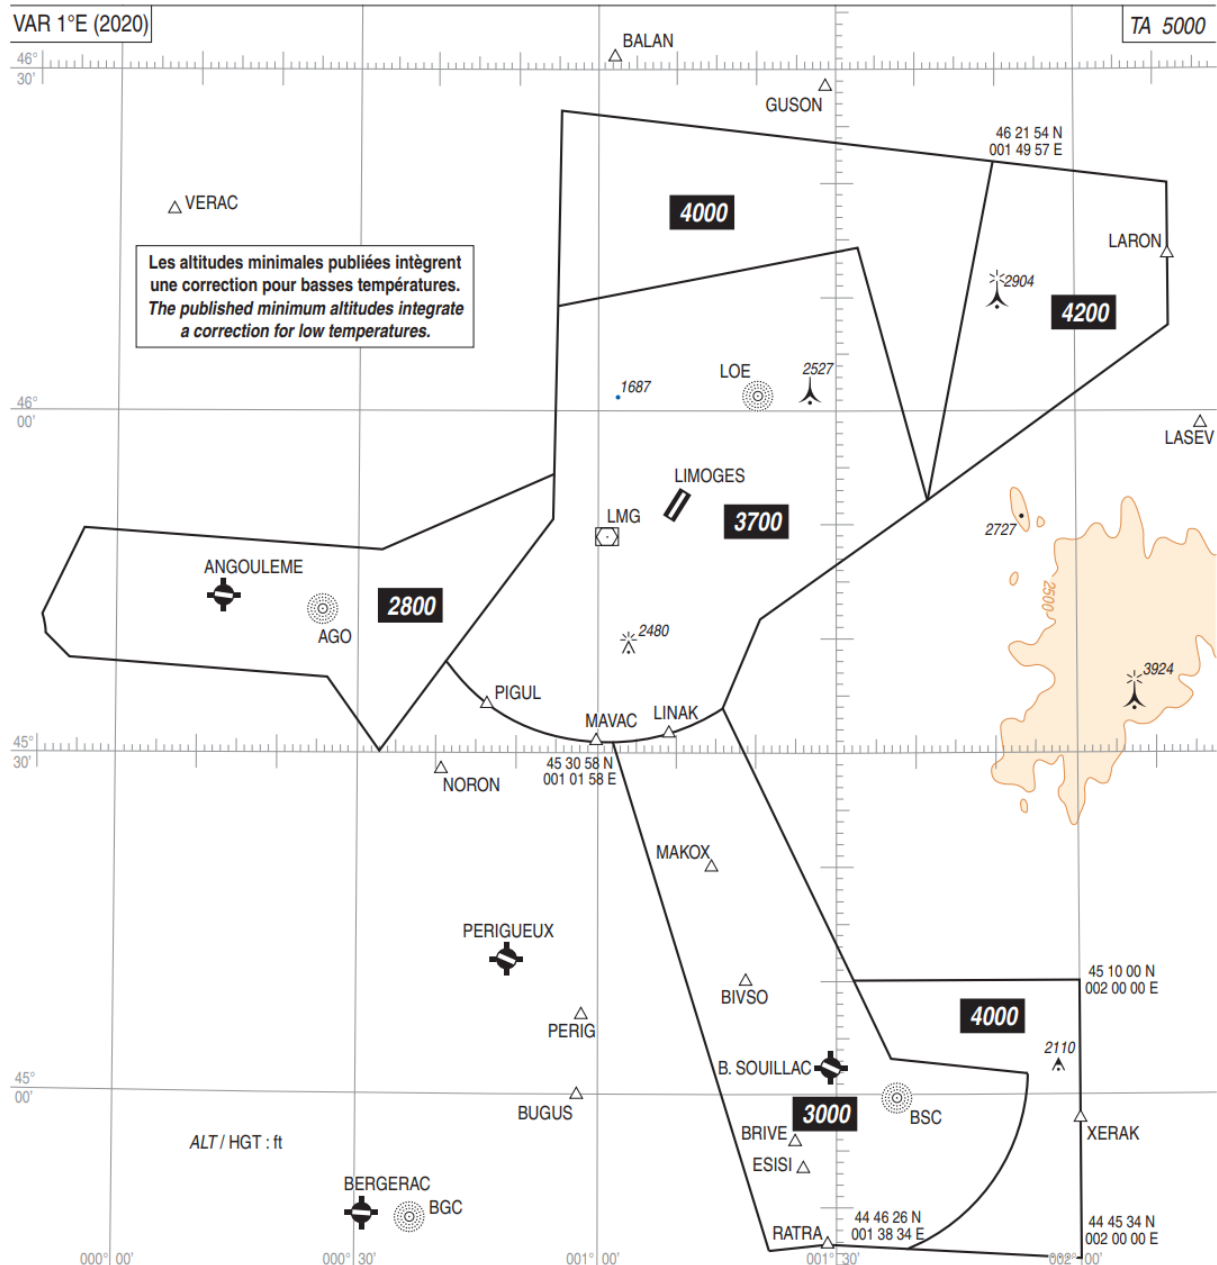 VAR 1°E (2020)
TA 5000
BALAN
46°
30'
GUSON
46 21 54 N
001 49 57 E
VERAC
4000
LARON
Les altitudes minimales publiées intègrent
une correction pour basses températures.
The published minimum altitudes integrate
a correction for low temperatures.
2904
4200
LOE
2527
1687
46°
00'
LASEV
LIMOGES
LMG
3700
2727
ANGOULEME
2500
2800
AGO
2480
3924
PIGUL
LINAK
MAVAC
45°
30'
45 30 58 N
001 01 58 E
NORON
MAKOX
PERIGUEUX
45 10 00 N
002 00 00 E
BIVSO
4000
PERIG
2110
B. SOUILLAC
45°
00'
BUGUS
3000
BSC
XERAK
BRIVE
ALT / HGT : ft
ESISI
BERGERAC
BGC
RATRA
44 46 26 N
001 38 34 E
44 45 34 N
002 00 00 E
000° 00'
000° 30'
001° 00'
001° 30'
002° 00'